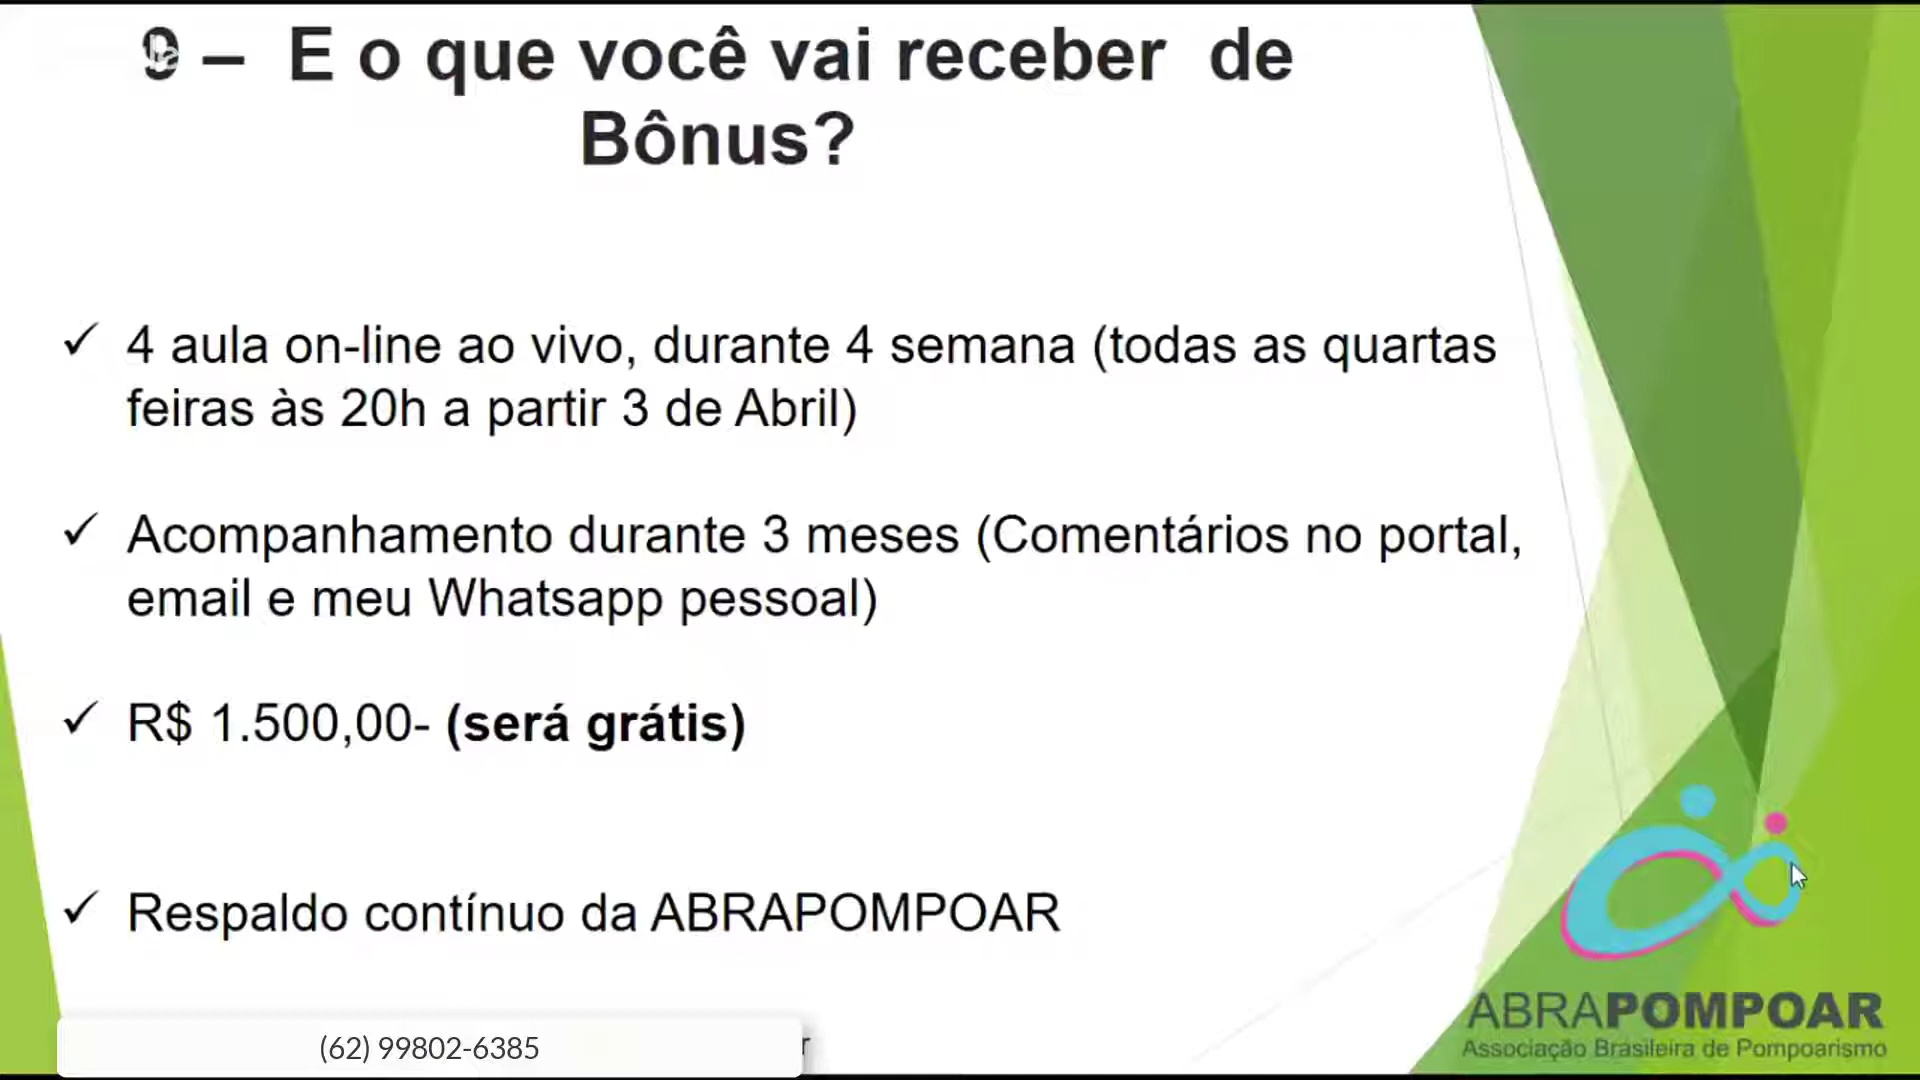 9 – E o que você vai receber de
Bônus?
✓ 4 aula on-line ao vivo, durante 4 semana (todas as quartas
feiras às 20h a partir 3 de Abril)
✓ Acompanhamento durante 3 meses (Comentários no portal,
email e meu Whatsapp pessoal)
✓ R$ 1.500,00- (será grátis)
✓ Respaldo contínuo da ABRAPOMPOAR
(62) 99802-6385
ABRAPOMPOAR
Associação Brasileira de Pompoarismo